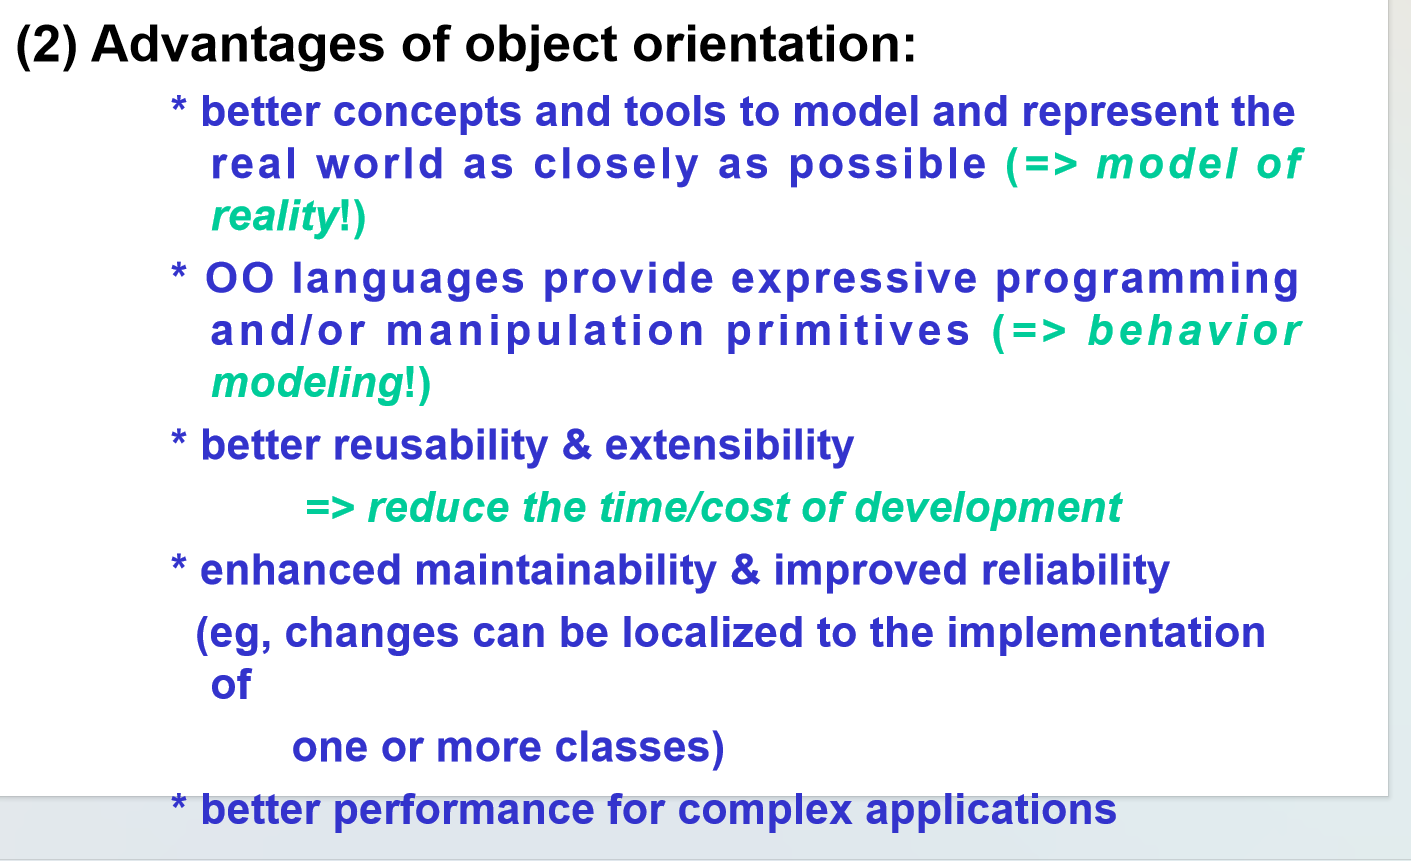 (2) Advantages of object orientation:
* better concepts and tools to model and represent the
real world as closely as possible (=> model of
reality!)
* OO languages provide expressive programming
and/or manipulation primitives (=> behavior
modeling!)
* better reusability & extensibility
=> reduce the time/cost of development
* enhanced maintainability & improved reliability
(eg, changes can be localized to the implementation
of
one or more classes)
* better performance for complex applications